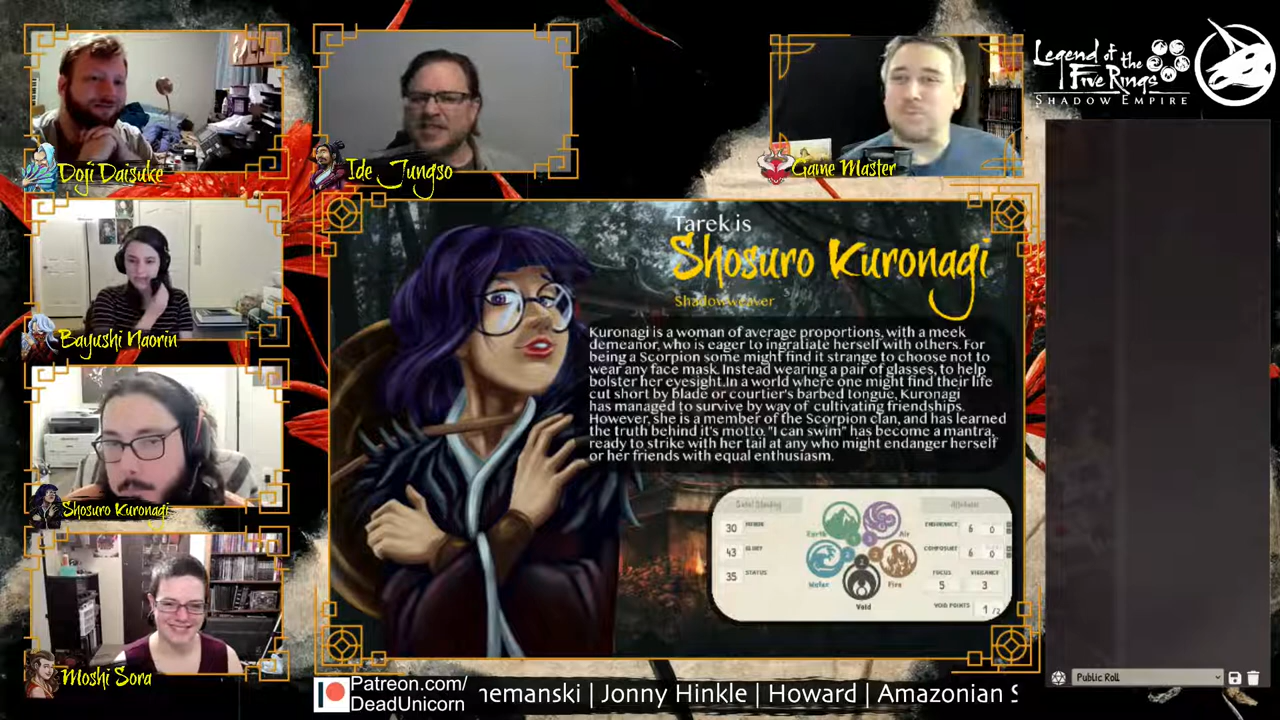 Legend of the
Five Rings
SHADOW EMPIRE
Doji Daisuke
Ide Jungso
Game Master
Bayushi Naorin
Shosuro Kuronagi
Moshi Sora
Tarek is
Shosuro Kuronagi
Shadowweaver
Kuronagi is a woman of average proportions, with a meek
demeanor, who is eager to ingratiate herself with others. For
being a Scorpion some might find it strange to choose not to
wear any face mask. Instead wearing a pair of glasses, to help
bolster her eyesight.In a world where one might find their life
cut short by blade or courtier's barbed tongue, Kuronagi
has managed to survive by way of cultivating friendships.
However, she is a member of the Scorpion clan, and has learned
the truth behind it's motto. "I can swim" has become a mantra,
ready to strike with her tail at any who might endanger herself
or her friends with equal enthusiasm.
30 HONOR
43 GLORY
35 STATUS
Earth
Air
Water
Fire
Void
ENDURANCE 6 0
COMPOSURE 6 0
FOCUS VIGILANCE
5 3
VOID POINTS 1/2
Public Roll
Patreon.com/
DeadUnicorn
nemanski | Jonny Hinkle | Howard | Amazonian S